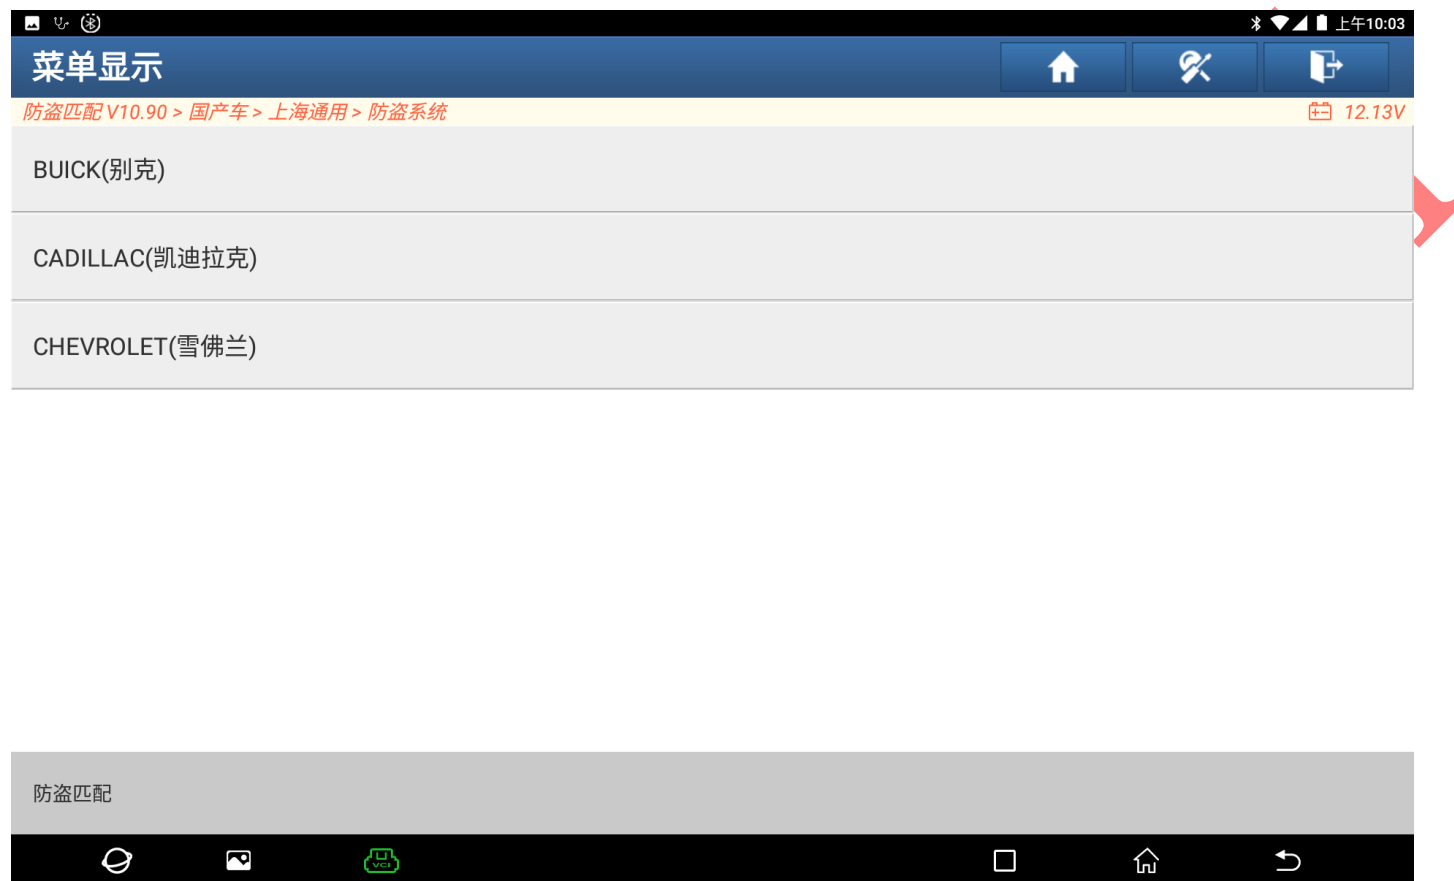 上午10:03
菜单显示
防盗匹配 V10.90 > 国产车 > 上海通用 > 防盗系统
12.13V
BUICK(别克)
CADILLAC(凯迪拉克)
CHEVROLET(雪佛兰)
防盗匹配
VCI